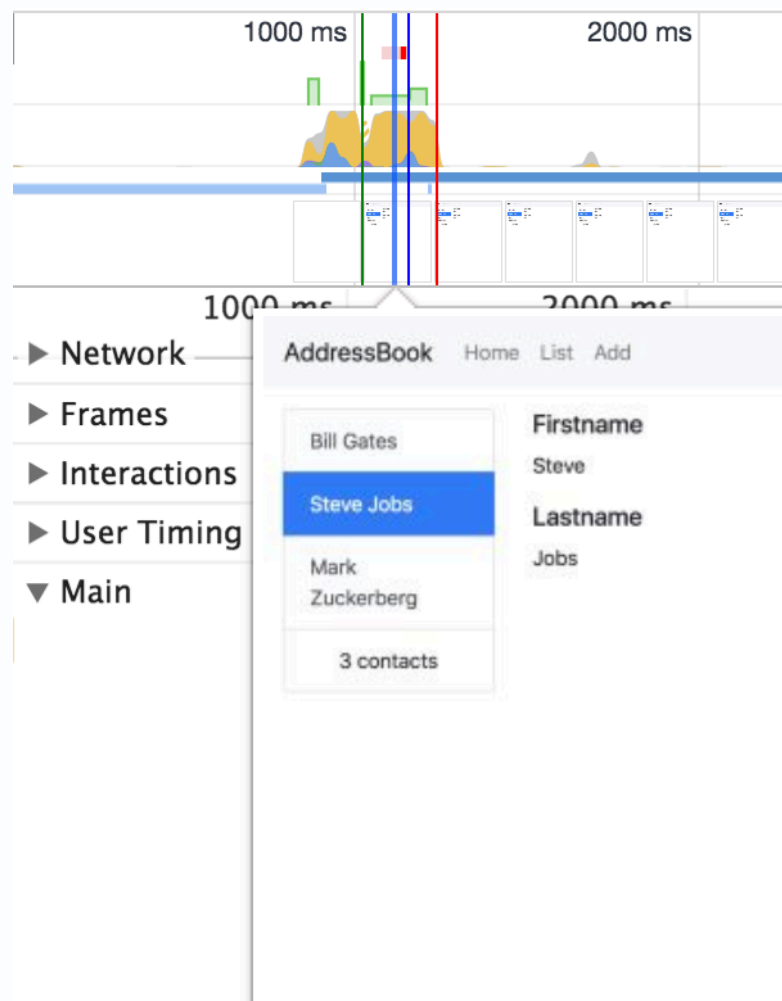 1000 ms 2000 ms
1000 ms 2000 ms
Network
Frames
Interactions
User Timing
Main
AddressBook Home List Add
Bill Gates
Steve Jobs
Mark
Zuckerberg
3 contacts
Firstname
Steve
Lastname
Jobs